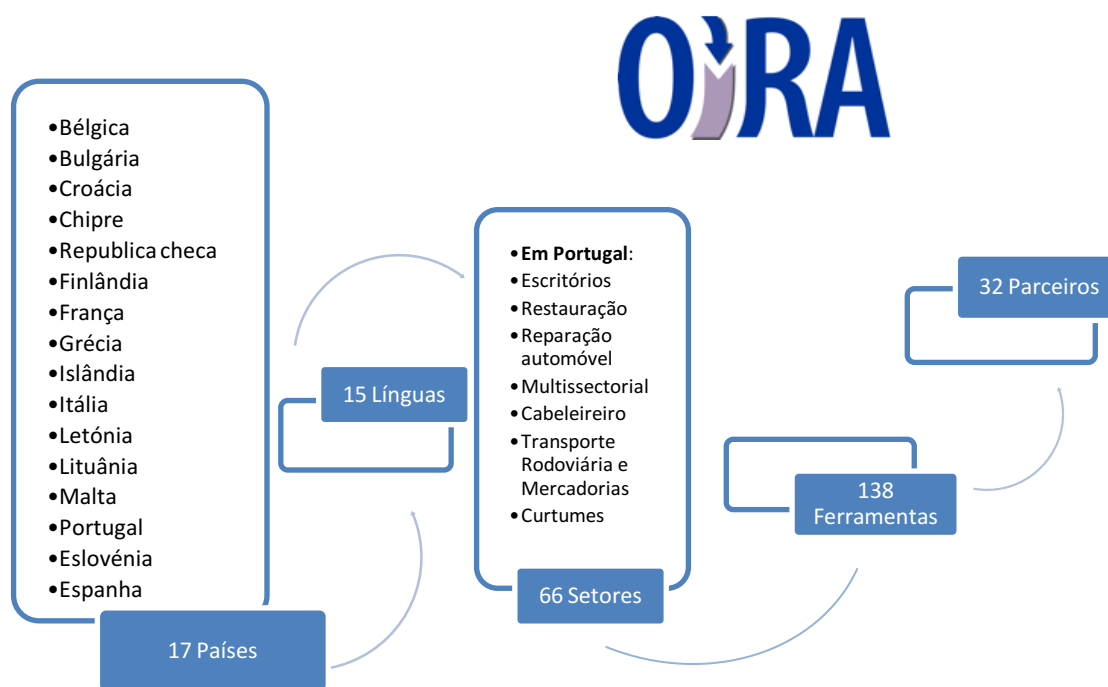 OiRA
•Bélgica
•Bulgária
•Croácia
•Chipre
•Republica checa
•Finlândia
•França
•Grécia
•Islândia
•Itália
•Letónia
•Lituânia
•Malta
•Portugal
•Eslovénia
•Espanha
17 Países
15 Línguas
•Em Portugal:
•Escritórios
•Restauração
•Reparação
automóvel
•Multissectorial
•Cabeleireiro
•Transporte
Rodoviária e
Mercadorias
•Curtumes
66 Setores
138
Ferramentas
32 Parceiros